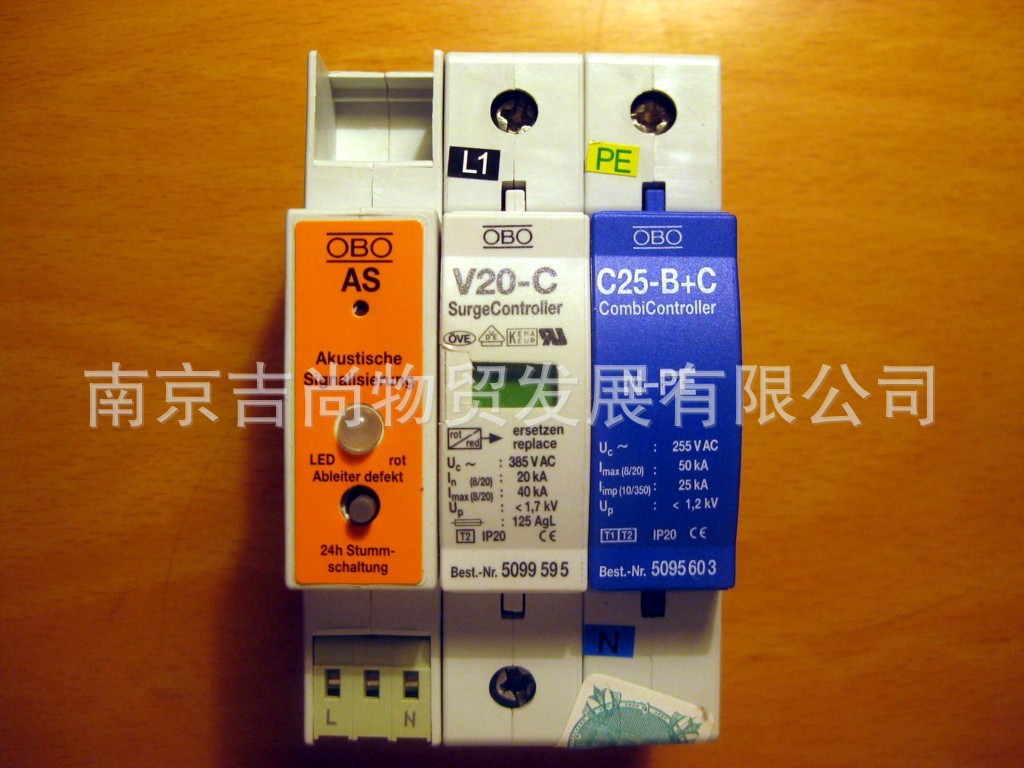 OBO
AS
Akustische
Signalisierung
LED rot
Ableiter defekt
24h Stumm-
schaltung
L N
L1
OBO
V20-C
SurgeController
ÖVE VDE KEMA KEUR
rot/red ersetzen
replace
Uc ~ : 385 V AC
In (8/20) : 20 kA
Imax (8/20) : 40 kA
Up : < 1,7 kV
: 125 AgL
T2 IP20 CE
Best.-Nr. 5099 59 5
PE
OBO
C25-B+C
CombiController
N-PE
Uc ~ : 255 V AC
Imax (8/20) : 50 kA
Iimp (10/350) : 25 kA
Up : < 1,2 kV
T1 T2 IP20 CE
Best.-Nr. 5095 60 3
N
南京吉尚物贸发展有限公司